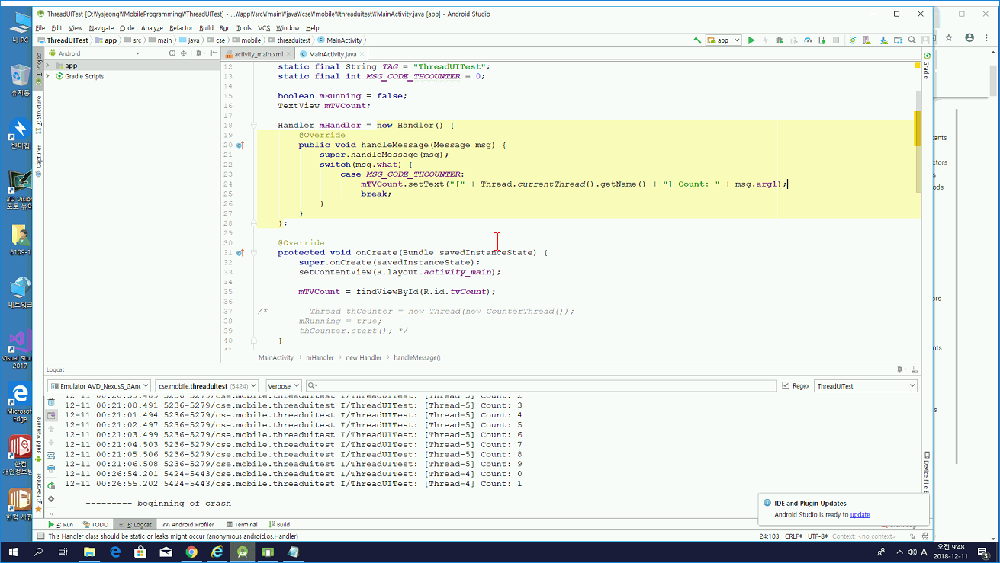 ThreadUITest [D:₩ysjeong₩MobileProgramming₩ThreadUITest] - ...₩app₩src₩main₩java₩cse₩mobile₩threaduitest₩MainActivity.java [app] - Android Studio
File Edit View Navigate Code Analyze Refactor Build Run Tools VCS Window Help
ThreadUITest app src main java cse mobile threaduitest MainActivity
app
Android
activity_main.xml MainActivity.java
app
Gradle Scripts
1: Project
7: Structure
Captures
Build Variants
2: Favorites
Gradle
Device File E
내 PC
휴지통
반디집
3D Vision
포토 뷰어
6109-1
네트워크
Visual Stud
2017
Microsof
Edge
한컴
개인정보탐
한컴 사전
12 static final String TAG = "ThreadUITest";
13 static final int MSG_CODE_THCOUNTER = 0;
14
15 boolean mRunning = false;
16 TextView mTVCount;
17
18 Handler mHandler = new Handler() {
19 @Override
20 public void handleMessage(Message msg) {
21 super.handleMessage(msg);
22 switch(msg.what) {
23 case MSG_CODE_THCOUNTER:
24 mTVCount.setText("[" + Thread.currentThread().getName() + "] Count: " + msg.arg1);
25 break;
26 }
27 }
28 };
29
30 @Override
31 protected void onCreate(Bundle savedInstanceState) {
32 super.onCreate(savedInstanceState);
33 setContentView(R.layout.activity_main);
34
35 mTVCount = findViewById(R.id.tvCount);
36
37 /* Thread thCounter = new Thread(new CounterThread());
38 mRunning = true;
39 thCounter.start(); */
40 }
41
MainActivity mHandler new Handler handleMessage()
Logcat
Emulator AVD_NexusS_GAnd cse.mobile.threaduitest (5424) Verbose Regex ThreadUITest
12-11 00:20:59.489 5236-5279/cse.mobile.threaduitest I/ThreadUITest: [Thread-5] Count: 2
12-11 00:21:00.491 5236-5279/cse.mobile.threaduitest I/ThreadUITest: [Thread-5] Count: 3
12-11 00:21:01.494 5236-5279/cse.mobile.threaduitest I/ThreadUITest: [Thread-5] Count: 4
12-11 00:21:02.497 5236-5279/cse.mobile.threaduitest I/ThreadUITest: [Thread-5] Count: 5
12-11 00:21:03.499 5236-5279/cse.mobile.threaduitest I/ThreadUITest: [Thread-5] Count: 6
12-11 00:21:04.503 5236-5279/cse.mobile.threaduitest I/ThreadUITest: [Thread-5] Count: 7
12-11 00:21:05.506 5236-5279/cse.mobile.threaduitest I/ThreadUITest: [Thread-5] Count: 8
12-11 00:21:06.508 5236-5279/cse.mobile.threaduitest I/ThreadUITest: [Thread-5] Count: 9
12-11 00:26:54.201 5424-5443/cse.mobile.threaduitest I/ThreadUITest: [Thread-4] Count: 0
12-11 00:26:55.202 5424-5443/cse.mobile.threaduitest I/ThreadUITest: [Thread-4] Count: 1
--------- beginning of crash
IDE and Plugin Updates
Android Studio is ready to update.
4: Run TODO 6: Logcat Android Profiler Terminal Build Event Log
This Handler class should be static or leaks might occur (anonymous android.os.Handler)
24:103 CRLF UTF-8 Context: <no context>
ants
ctors
s
ods
ors
nts
s
A
오전 9:48
2018-12-11
3